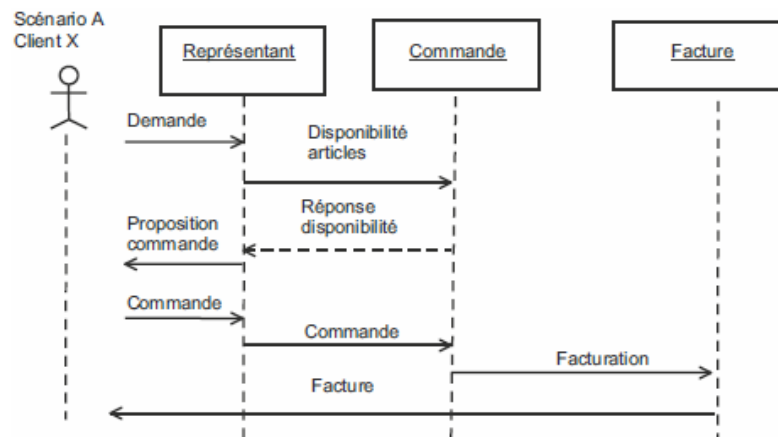 Scénario A
Client X
Représentant
Commande
Facture
Demande
Disponibilité
articles
Réponse
disponibilité
Proposition
commande
Commande
Commande
Facturation
Facture